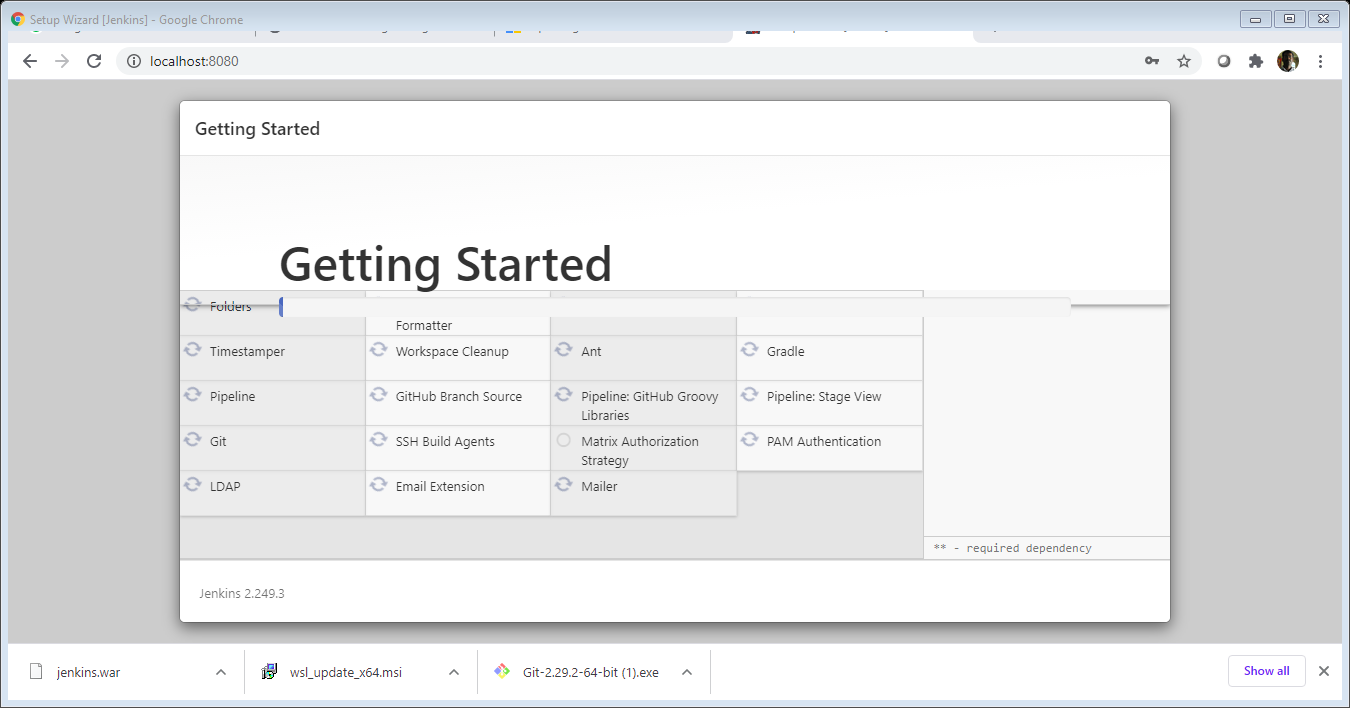 Setup Wizard [Jenkins] - Google Chrome
localhost:8080
Getting Started
Getting Started
Folders
Formatter
Timestamper
Workspace Cleanup
Ant
Gradle
Pipeline
GitHub Branch Source
Pipeline: GitHub Groovy
Libraries
Pipeline: Stage View
Git
SSH Build Agents
Matrix Authorization
Strategy
PAM Authentication
LDAP
Email Extension
Mailer
** - required dependency
Jenkins 2.249.3
jenkins.war
wsl_update_x64.msi
Git-2.29.2-64-bit (1).exe
Show all